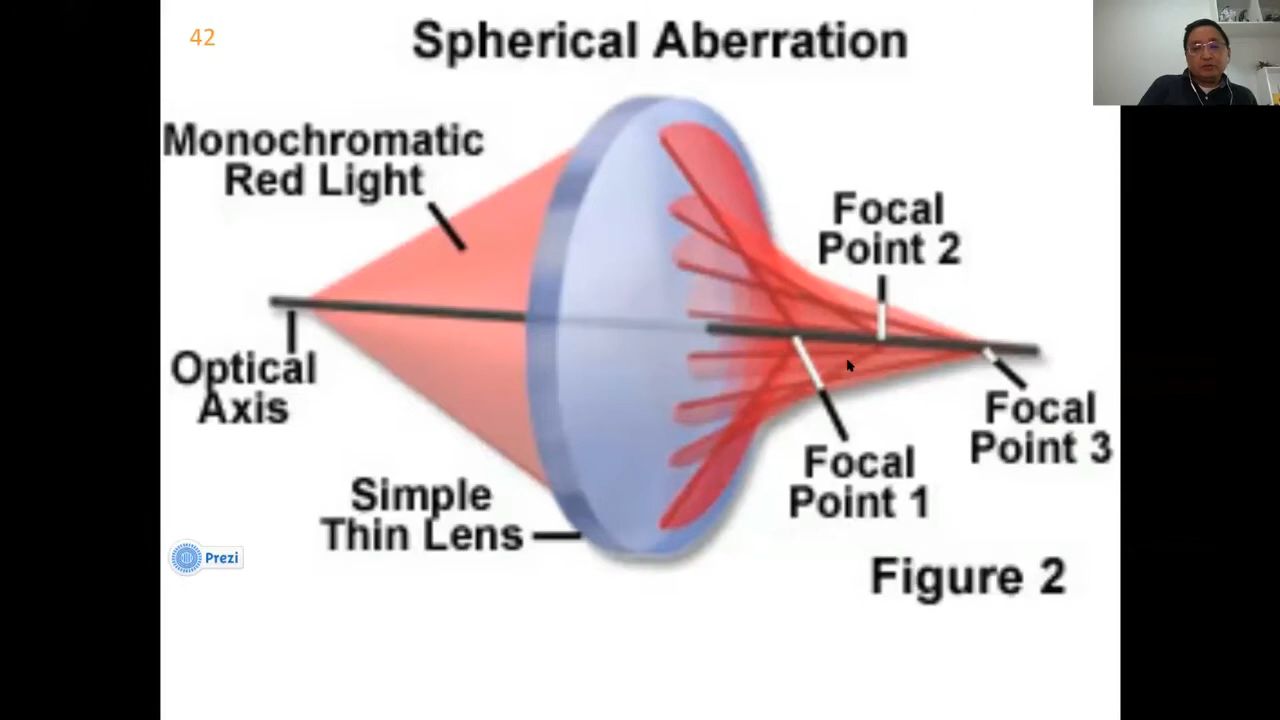 42
Spherical Aberration
Monochromatic
Red Light
Focal
Point 2
Optical
Axis
Focal
Point 3
Focal
Point 1
Simple
Thin Lens
Prezi
Figure 2